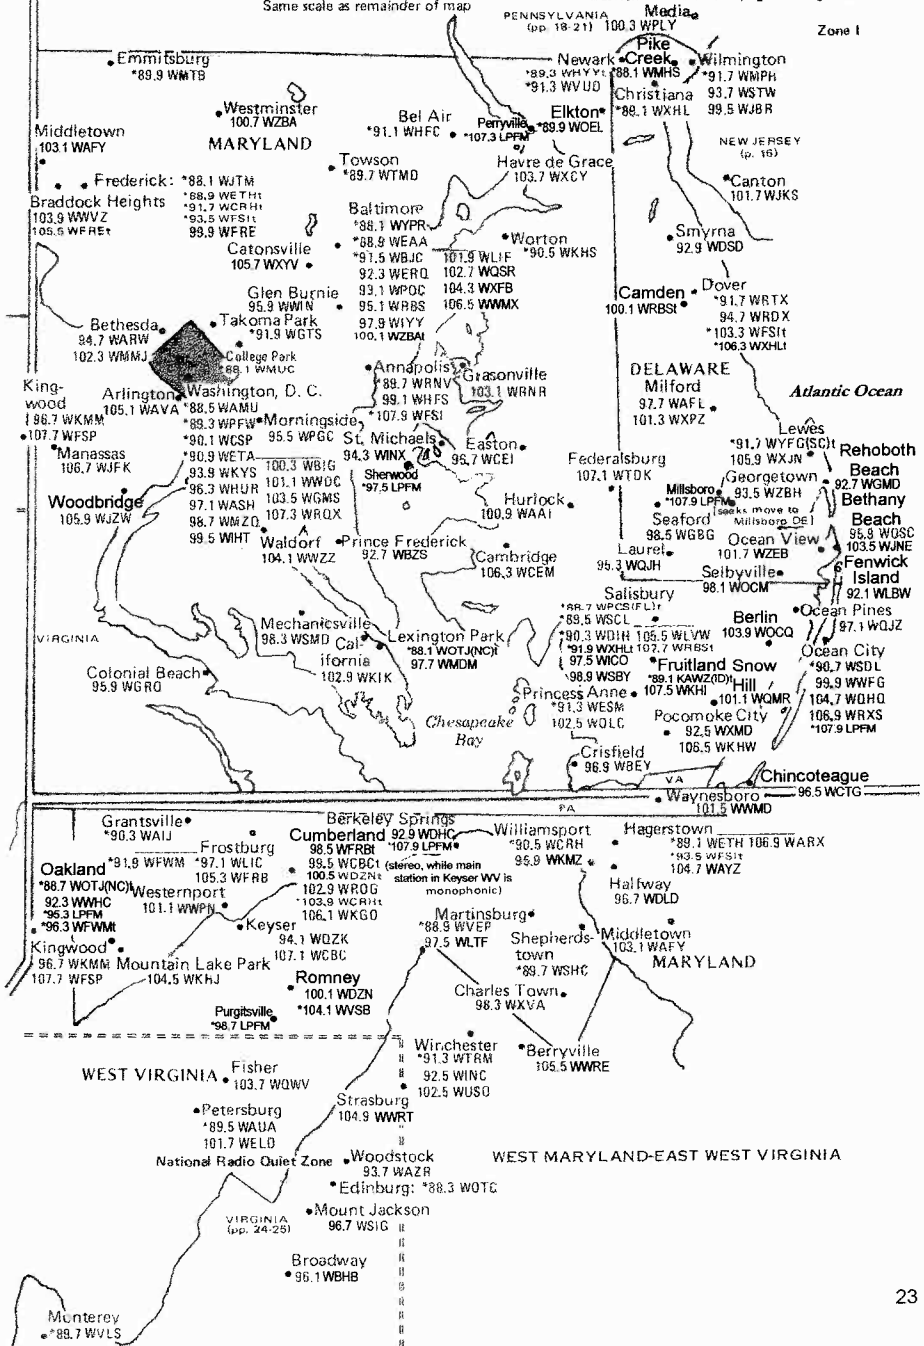 Same scale as remainder of map
PENNSYLVANIA
(pp. 18-21)
Media
100.3 WPLY
Zone I
Emmitsburg
*89.9 WMTB
Newark
*89.3 WHYYt
*91.3 WVUD
Pike
Creek
*88.1 WMHS
Wilmington
*91.7 WMPH
93.7 WSTW
99.5 WJBR
Christiana
*88.1 WXHL
Westminster
100.7 WZBA
MARYLAND
Bel Air
*91.1 WHFC
Perryville
*107.3 LPFM
Elkton
*89.9 WOEL
Middletown
103.1 WAFY
NEW JERSEY
(p. 16)
Towson
*89.7 WTMD
Havre de Grace
103.7 WXCY
Canton
101.7 WJKS
Frederick: *88.1 WJTM
*88.9 WETHt
*91.7 WCRHt
*93.5 WFSIt
99.9 WFRE
Braddock Heights
103.9 WWVZ
105.5 WFREt
Baltimore
*88.1 WYPR
*88.9 WEAA
*91.5 WBJC
92.3 WERQ
93.1 WPOC
95.1 WRBS
97.9 WIYY
100.1 WZBAt
101.9 WLIF
102.7 WQSR
104.3 WXFB
106.5 WWMX
Catonsville
105.7 WXYV
Worton
*90.5 WKHS
Smyrna
92.9 WDSD
Glen Burnie
95.9 WWIN
Camden
100.1 WRBSt
Dover
*91.7 WRTX
94.7 WRDX
*103.3 WFSIt
*106.3 WXHLt
Bethesda
94.7 WARW
102.3 WMMJ
Takoma Park
*91.9 WGTS
College Park
*88.1 WMUC
Annapolis
*89.7 WRNV
99.1 WHFS
*107.9 WFSI
Grasonville
103.1 WRNR
DELAWARE
Milford
97.7 WAFL
101.3 WXPZ
Atlantic Ocean
King-
wood
96.7 WKMM
107.7 WFSP
Arlington
105.1 WAVA
Washington, D. C.
*88.5 WAMU
*89.3 WPFW
*90.1 WCSP
*90.9 WETA
93.9 WKYS
96.3 WHUR
97.1 WASH
98.7 WMZQ
99.5 WIHT
100.3 WBIG
101.1 WWDC
103.5 WGMS
107.3 WRQX
Morningside
95.5 WPGC
Manassas
106.7 WJFK
St. Michaels
94.3 WINX
Sherwood
*97.5 LPFM
Easton
96.7 WCEI
Lewes
*91.7 WYFG(SC)t
105.9 WXJN
Rehoboth
Beach
92.7 WGMD
Georgetown
93.5 WZBH
Federalsburg
107.1 WTDK
Millsboro
*107.9 LPFM
(seeks move to
Millsboro DE)
Bethany
Beach
95.9 WOSC
103.5 WJNE
Woodbridge
105.9 WJZW
Hurlock
100.9 WAAI
Seaford
98.5 WGBG
Ocean View
101.7 WZEB
Waldorf
104.1 WWZZ
Prince Frederick
92.7 WBZS
Cambridge
106.3 WCEM
Laurel
95.3 WQJH
Selbyville
98.1 WOCM
Fenwick
Island
92.1 WLBW
Salisbury
*88.7 WPCS(FL)t
*89.5 WSCL
*90.3 WDIH
*91.9 WXHLt
97.5 WICO
*98.9 WSBY
105.5 WLVW
107.7 WRBSt
Berlin
103.9 WOCQ
Ocean Pines
97.1 WQJZ
VIRGINIA
Mechanicsville
98.3 WSMD
Cal-
ifornia
102.9 WKIK
Lexington Park
*88.1 WOTJ(NC)t
97.7 WMDM
Ocean City
*90.7 WSDL
99.9 WWFG
104.7 WQHQ
106.9 WRXS
*107.9 LPFM
Colonial Beach
95.9 WGRQ
Fruitland
*89.1 KAWZ(ID)t
107.5 WKHI
Snow
Hill
101.1 WQMR
Princess Anne
*91.3 WESM
102.5 WOLC
Chesapeake
Bay
Pocomoke City
92.5 WXMD
106.5 WKHW
Crisfield
96.9 WBEY
VA
Chincoteague
96.5 WCTG
PA
Waynesboro
101.5 WWMD
Grantsville
*90.3 WAIJ
Berkeley Springs
92.9 WDHC
*107.9 LPFM
(stereo, while main
station in Keyser WV is
monophonic)
Williamsport
*90.5 WCRH
95.9 WKMZ
Hagerstown
*89.1 WETH 106.9 WARX
*93.5 WFSIt
104.7 WAYZ
Frostburg
*91.9 WFWM *97.1 WLIC
105.3 WFRB
Cumberland
98.5 WFRBt
99.5 WCBCt
100.5 WDZNt
102.9 WROG
*103.9 WCRHt
106.1 WKGO
Oakland
*88.7 WOTJ(NC)t
92.3 WWHC
*95.3 LPFM
*96.3 WFWMt
Westernport
101.1 WWPN
Halfway
96.7 WDLD
Keyser
94.1 WQZK
107.1 WCBC
Martinsburg
*88.9 WVEP
97.5 WLTF
Shepherds-
town
*89.7 WSHC
Middletown
103.1 WAFY
MARYLAND
Kingwood
96.7 WKMM
107.7 WFSP
Mountain Lake Park
104.5 WKHJ
Romney
100.1 WDZN
*104.1 WVSB
Charles Town
98.3 WXVA
Purgitsville
*98.7 LPFM
Winchester
*91.3 WTRM
92.5 WINC
102.5 WUSQ
Berryville
105.5 WWRE
WEST VIRGINIA
Fisher
103.7 WQWV
Strasburg
104.9 WWRT
Petersburg
*89.5 WAUA
101.7 WELD
National Radio Quiet Zone
Woodstock
93.7 WAZR
WEST MARYLAND-EAST WEST VIRGINIA
Edinburg: *88.3 WOTC
Mount Jackson
96.7 WSIG
VIRGINIA
(pp. 24-25)
Broadway
96.1 WBHB
23
Monterey
*89.7 WVLS